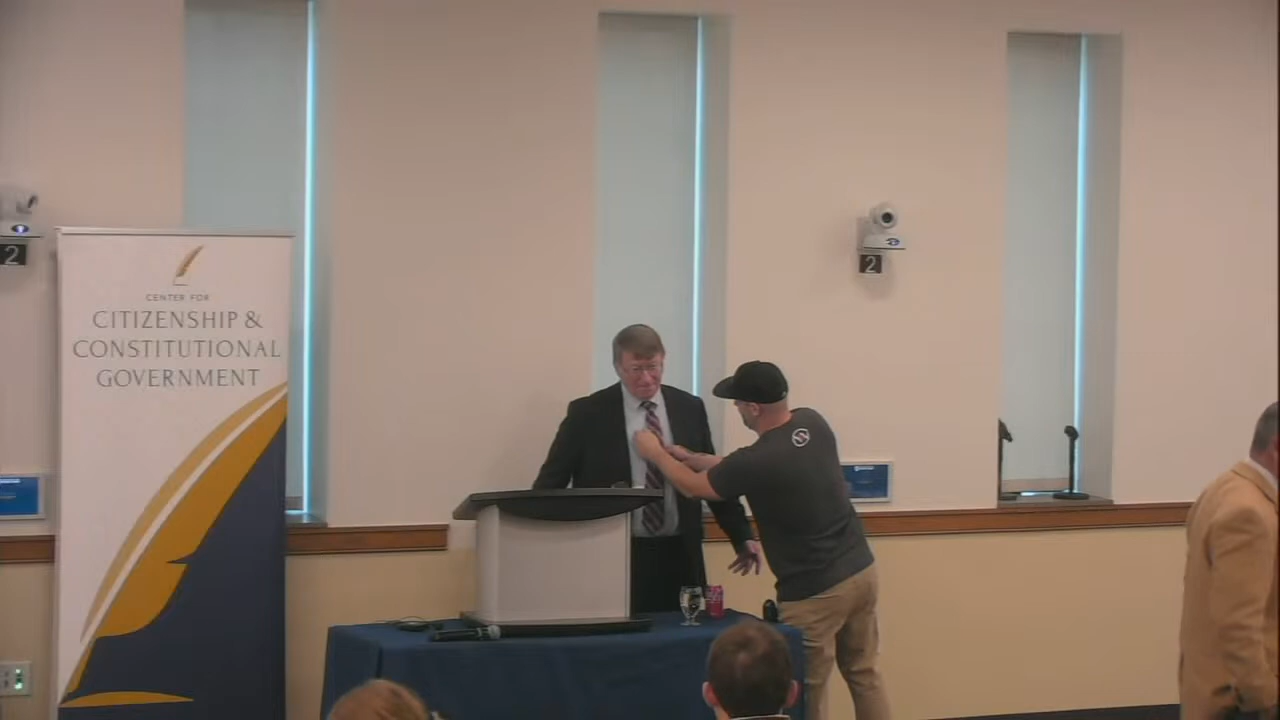 CENTER FOR
CITIZENSHIP &
CONSTITUTIONAL
GOVERNMENT
2
2